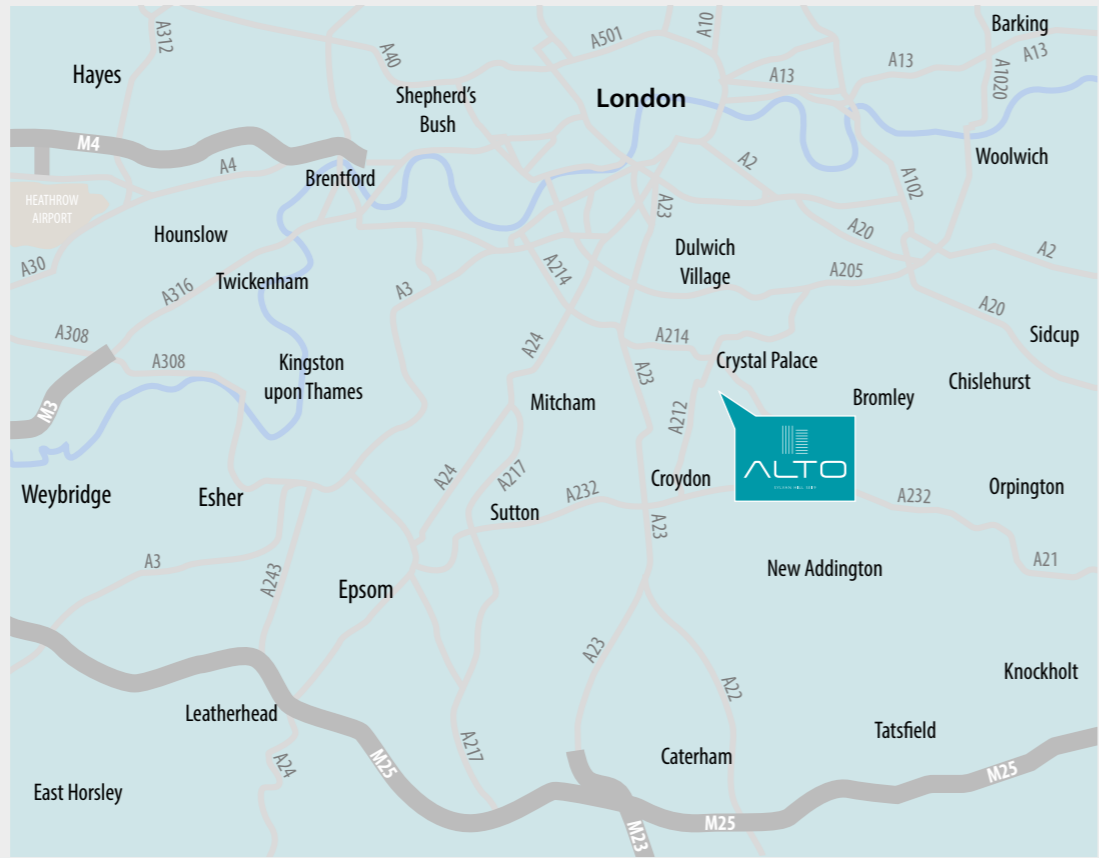 Barking
A312
A10
A501
A40
A13
A13
A13
Hayes
A1020
Shepherd's
Bush
London
M4
A4
A2
Woolwich
Brentford
A102
HEATHROW
AIRPORT
A23
Hounslow
A20
Dulwich
Village
A2
A30
A214
A205
Twickenham
A316
A3
A20
A308
A24
A214
Sidcup
A308
Kingston
upon Thames
Crystal Palace
A23
Chislehurst
M3
Mitcham
A212
Bromley
ALTO
Weybridge
Esher
A24
A217
Croydon
A232
Sutton
A232
Orpington
A23
A3
A243
New Addington
A21
Epsom
A23
Knockholt
A22
Leatherhead
Tatsfield
A217
A24
M25
Caterham
M25
East Horsley
M25
M23